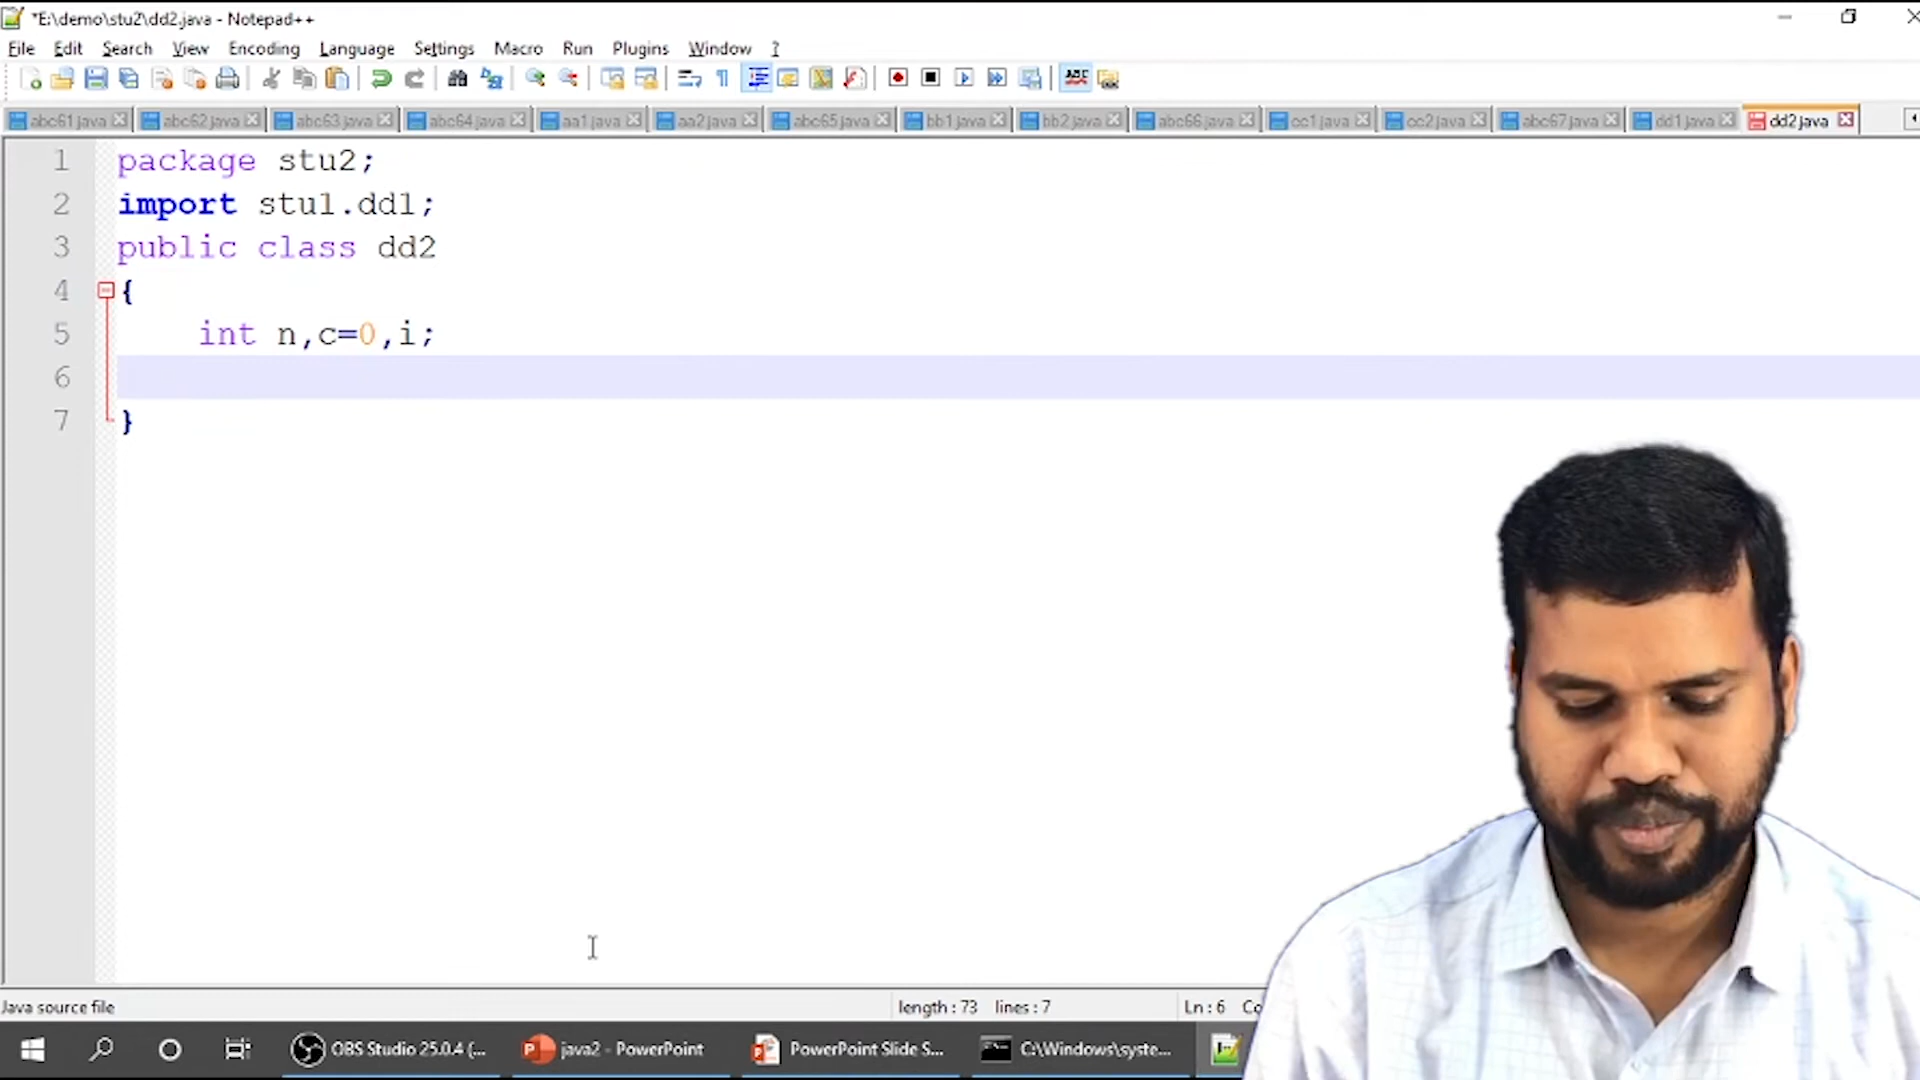 *E:\demo\stu2\dd2.java - Notepad++
File Edit Search View Encoding Language Settings Macro Run Plugins Window ?
abc61.java abc62.java abc63.java abc64.java aa1.java aa2.java abc65.java bb1.java bb2.java abc66.java cc1.java cc2.java abc67.java dd1.java dd2.java
1 package stu2;
2 import stu1.dd1;
3 public class dd2
4 {
5 int n,c=0,i;
6
7 }
Java source file length : 73 lines : 7 Ln : 6 Co
OBS Studio 25.0.4 (... java2 - PowerPoint PowerPoint Slide S... C:\Windows\syste...